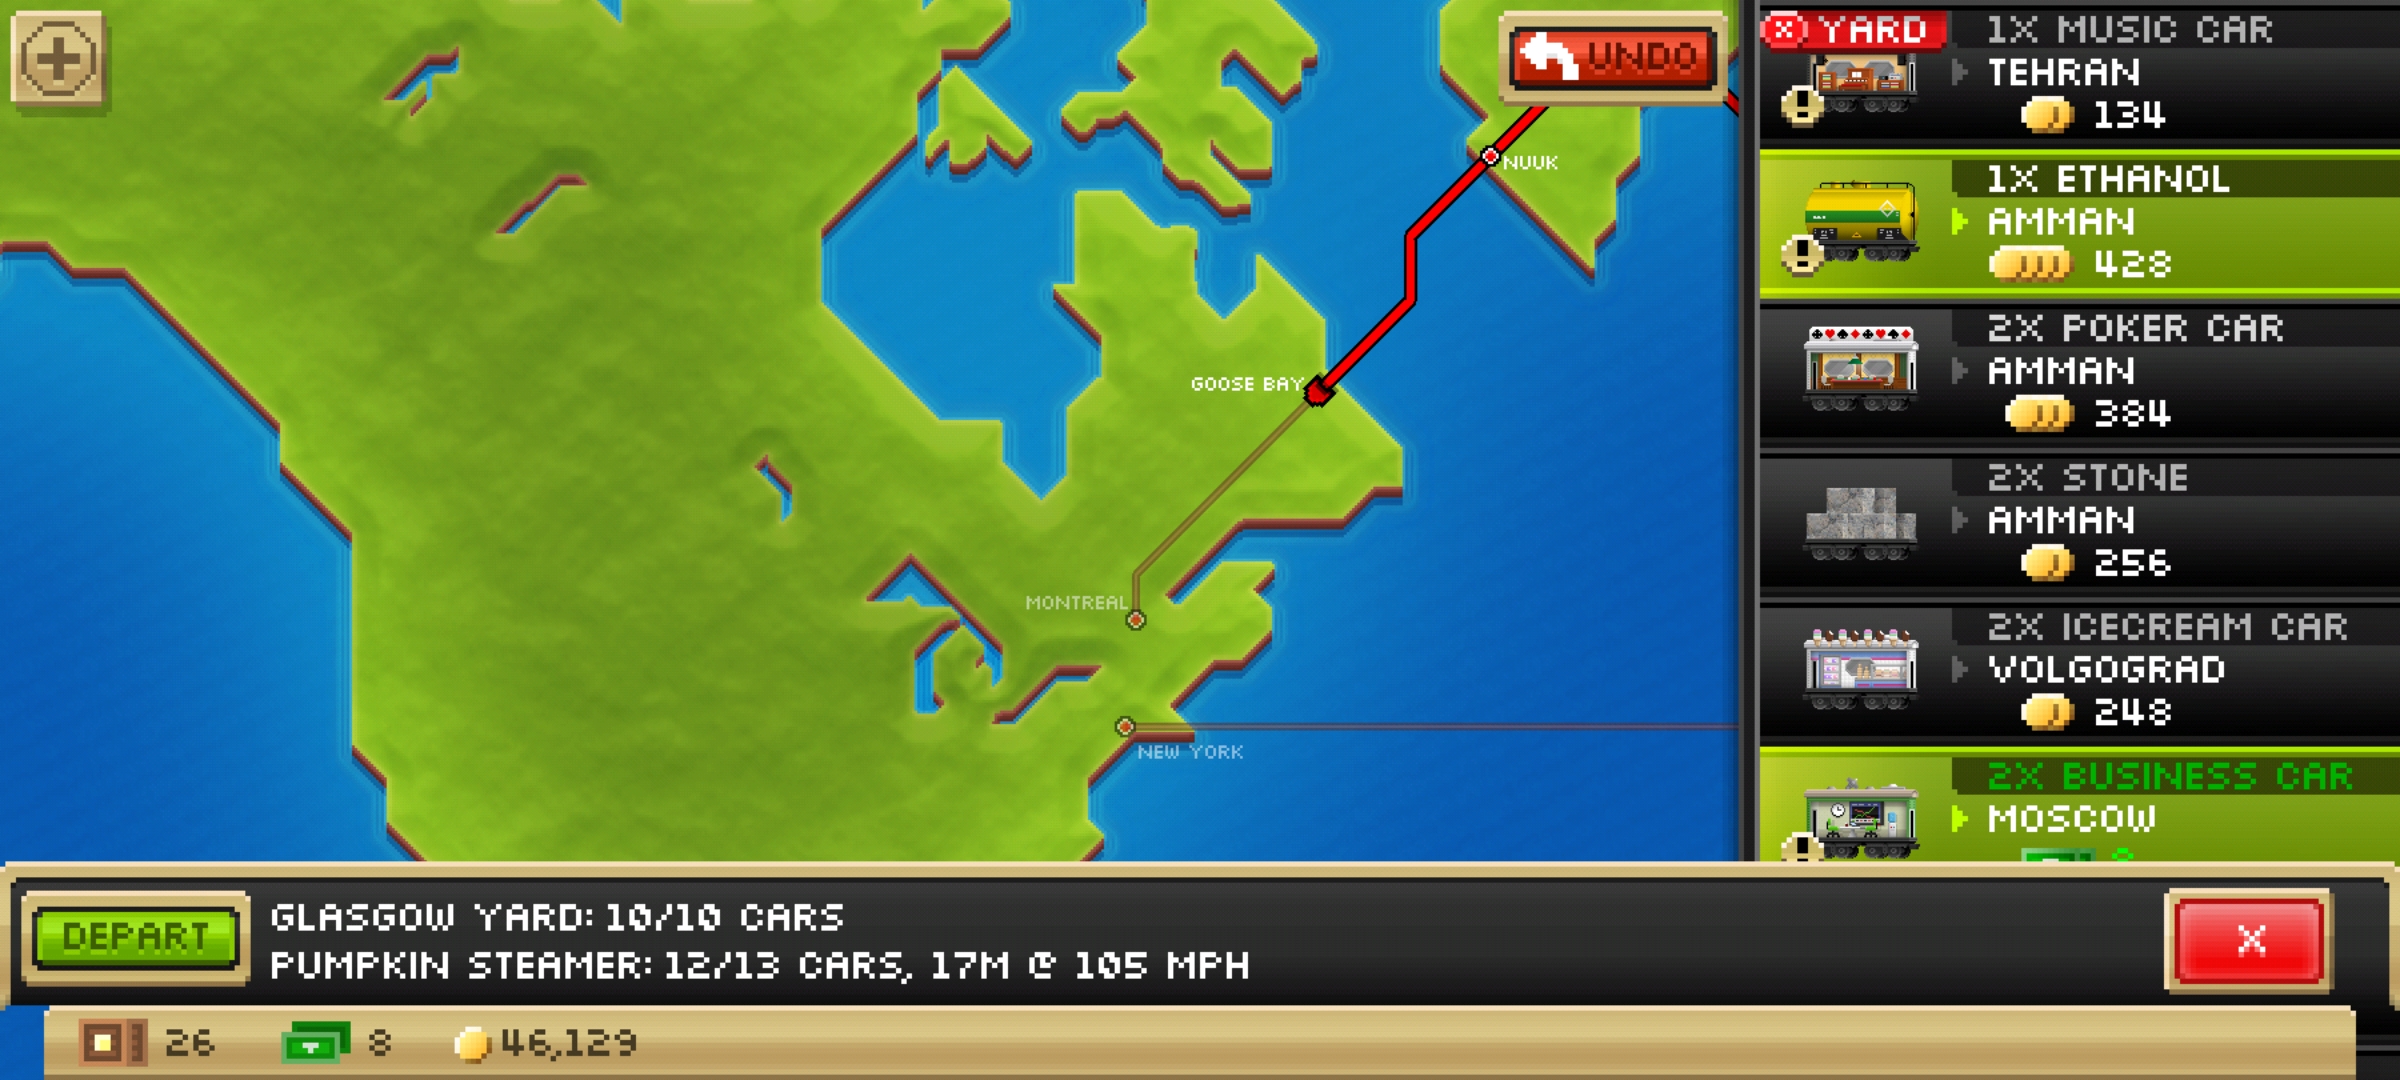 UNDO
NUUK
GOOSE BAY
MONTREAL
NEW YORK
YARD
1X MUSIC CAR
TEHRAN
134
1X ETHANOL
AMMAN
428
2X POKER CAR
AMMAN
384
2X STONE
AMMAN
256
2X ICECREAM CAR
VOLGOGRAD
248
2X BUSINESS CAR
MOSCOW
DEPART
GLASGOW YARD: 10/10 CARS
PUMPKIN STEAMER: 12/13 CARS, 17M @ 105 MPH
X
26
8
46,129